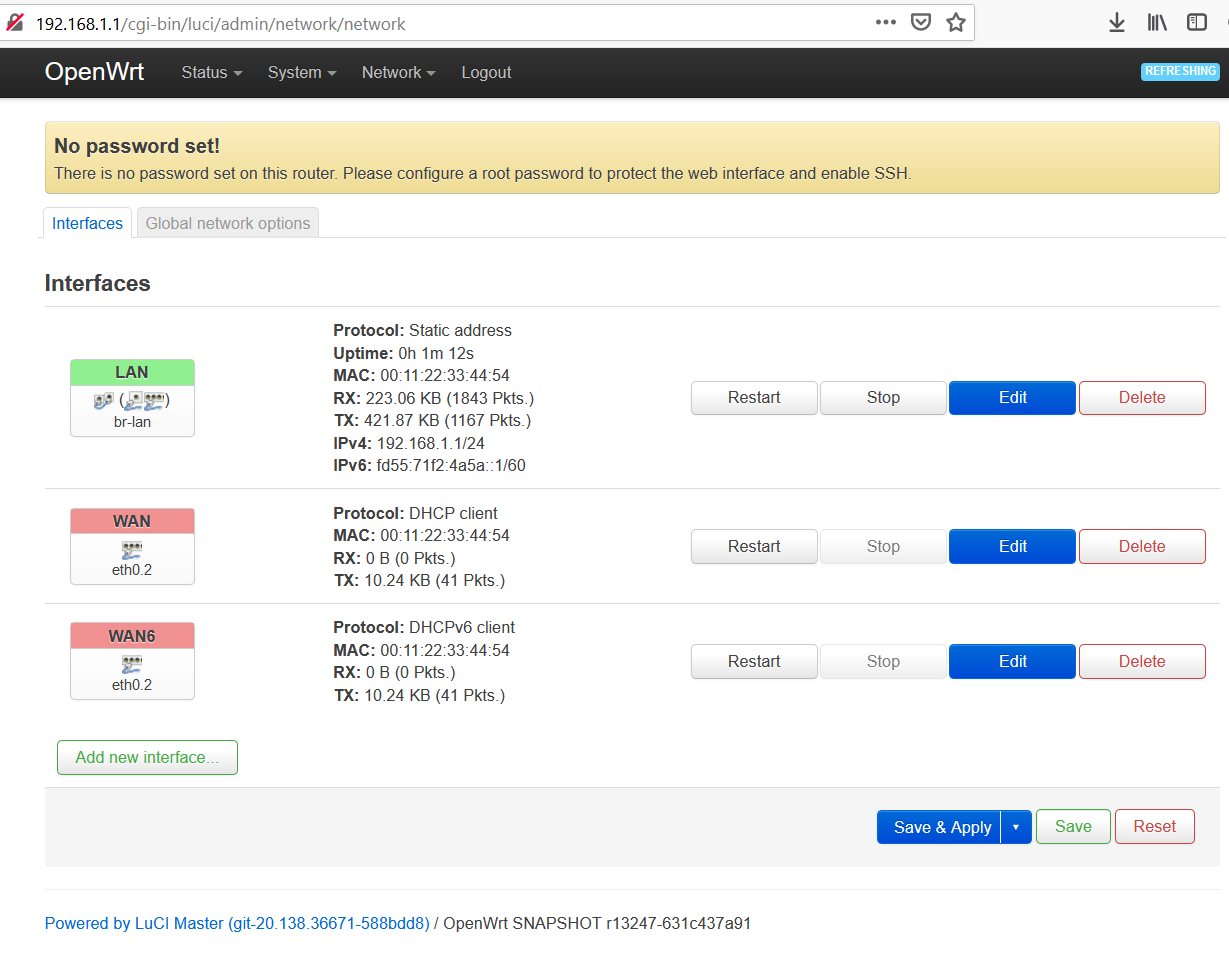 192.168.1.1/cgi-bin/luci/admin/network/network
OpenWrt Status System Network Logout REFRESHING
No password set!
There is no password set on this router. Please configure a root password to protect the web interface and enable SSH.
Interfaces Global network options
Interfaces
Protocol: Static address
Uptime: 0h 1m 12s
MAC: 00:11:22:33:44:54
RX: 223.06 KB (1843 Pkts.)
TX: 421.87 KB (1167 Pkts.)
IPv4: 192.168.1.1/24
IPv6: fd55:71f2:4a5a::1/60
LAN
( )
br-lan
Restart Stop Edit Delete
Protocol: DHCP client
MAC: 00:11:22:33:44:54
RX: 0 B (0 Pkts.)
TX: 10.24 KB (41 Pkts.)
WAN
eth0.2
Restart Stop Edit Delete
Protocol: DHCPv6 client
MAC: 00:11:22:33:44:54
RX: 0 B (0 Pkts.)
TX: 10.24 KB (41 Pkts.)
WAN6
eth0.2
Restart Stop Edit Delete
Add new interface...
Save & Apply Save Reset
Powered by LuCI Master (git-20.138.36671-588bdd8) / OpenWrt SNAPSHOT r13247-631c437a91